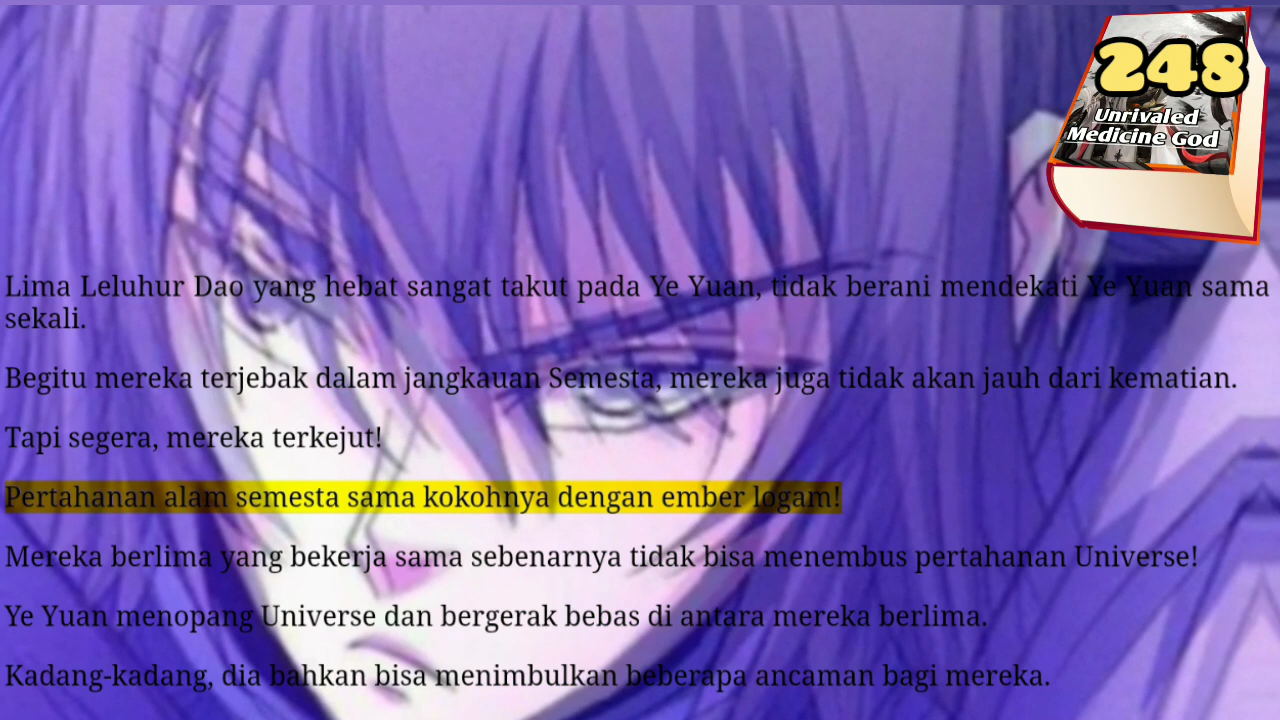 248
Unrivaled
Medicine God
Lima Leluhur Dao yang hebat sangat takut pada Ye Yuan, tidak berani mendekati Ye Yuan sama
sekali.
Begitu mereka terjebak dalam jangkauan Semesta, mereka juga tidak akan jauh dari kematian.
Tapi segera, mereka terkejut!
Pertahanan alam semesta sama kokohnya dengan ember logam!
Mereka berlima yang bekerja sama sebenarnya tidak bisa menembus pertahanan Universe!
Ye Yuan menopang Universe dan bergerak bebas di antara mereka berlima.
Kadang-kadang, dia bahkan bisa menimbulkan beberapa ancaman bagi mereka.